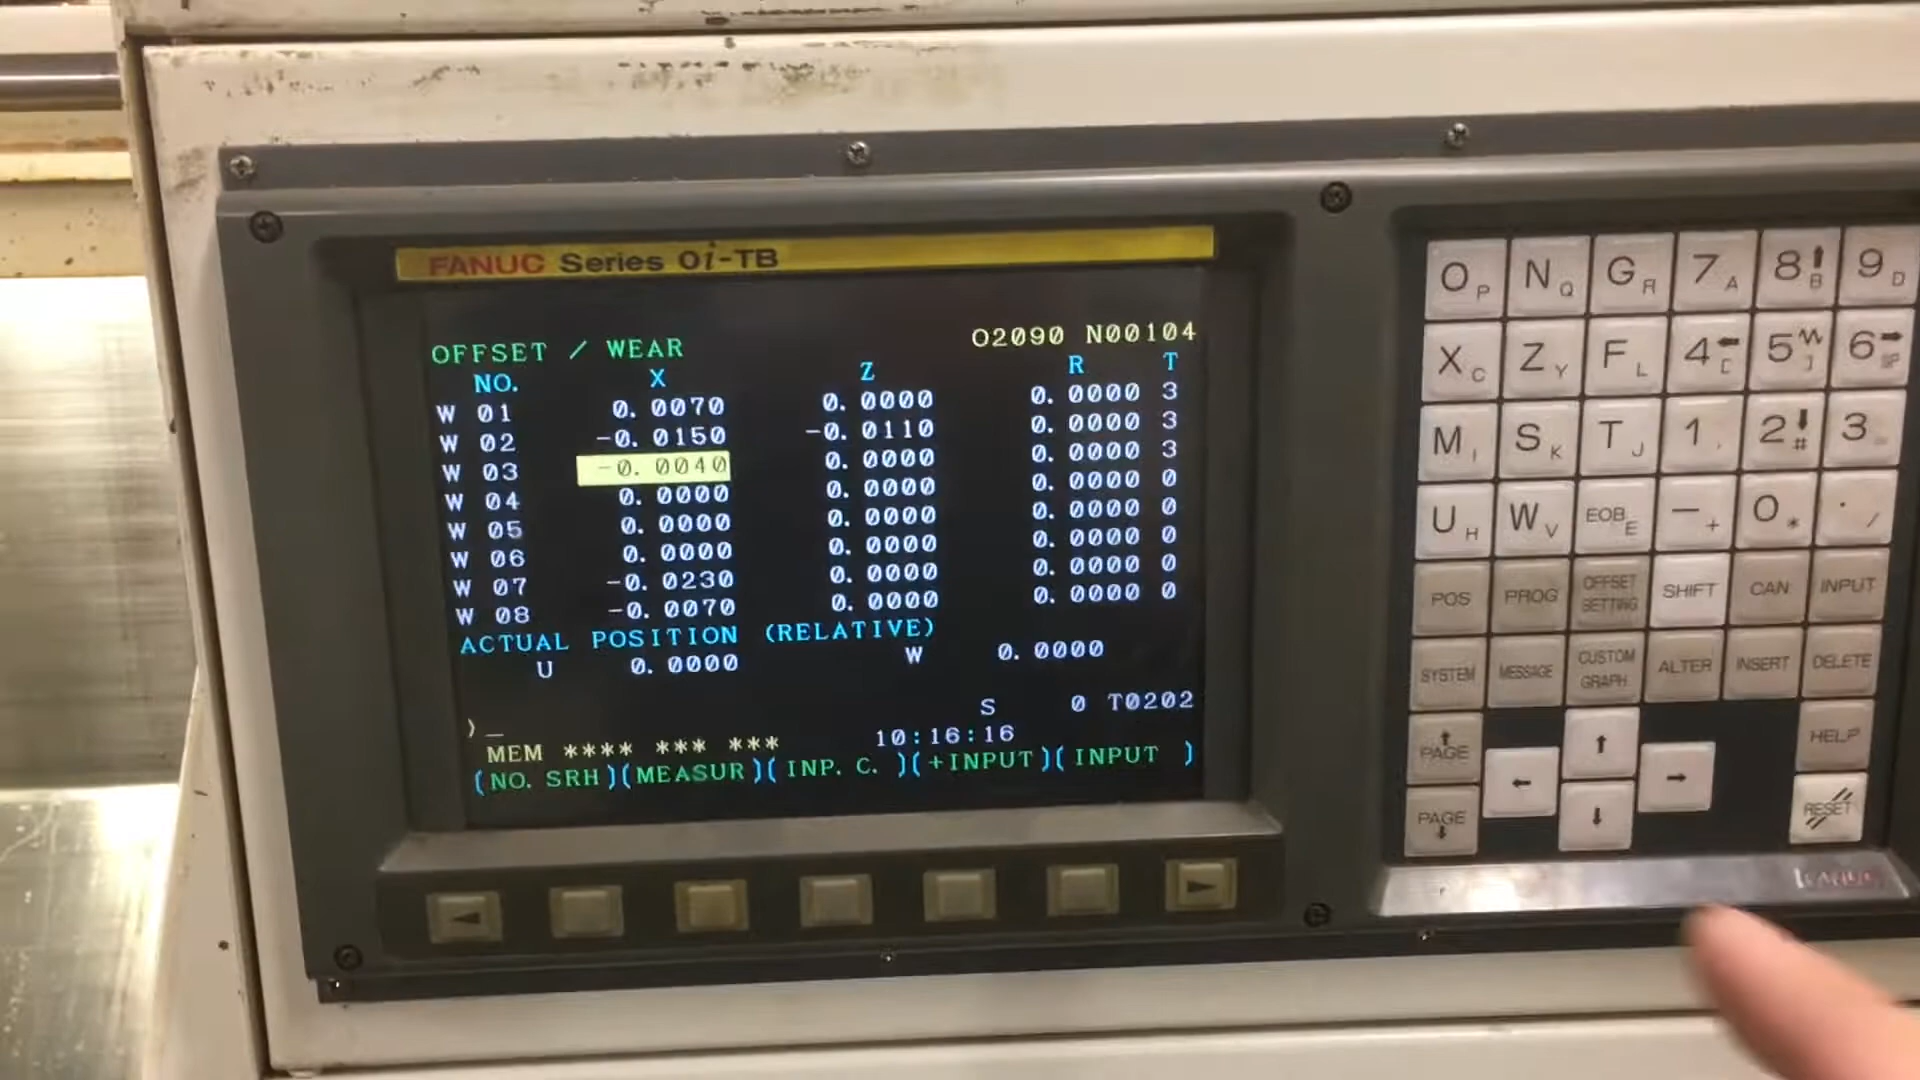 FANUC Series 0i-TB
OFFSET / WEAR O2090 N00104
NO. X Z R T
W 01 0.0070 0.0000 0.0000 3
W 02 -0.0150 -0.0110 0.0000 3
W 03 -0.0040 0.0000 0.0000 3
W 04 0.0000 0.0000 0.0000 0
W 05 0.0000 0.0000 0.0000 0
W 06 0.0000 0.0000 0.0000 0
W 07 -0.0230 0.0000 0.0000 0
W 08 -0.0070 0.0000 0.0000 0
ACTUAL POSITION (RELATIVE)
U 0.0000 W 0.0000
S 0 T0202
)_
MEM **** *** *** 10:16:16
(NO. SRH)(MEASUR)(INP. C. )(+INPUT)(INPUT )
O P N Q G R 7 A 8 B 9 D
X C Z Y F L 4 [ 5 ] 6 SP
M I S K T J 1 , 2 # 3 =
U H W V EOB E - + 0 * . /
POS PROG OFFSET SETTING SHIFT CAN INPUT
SYSTEM MESSAGE CUSTOM GRAPH ALTER INSERT DELETE
PAGE HELP
PAGE RESET
FANUC